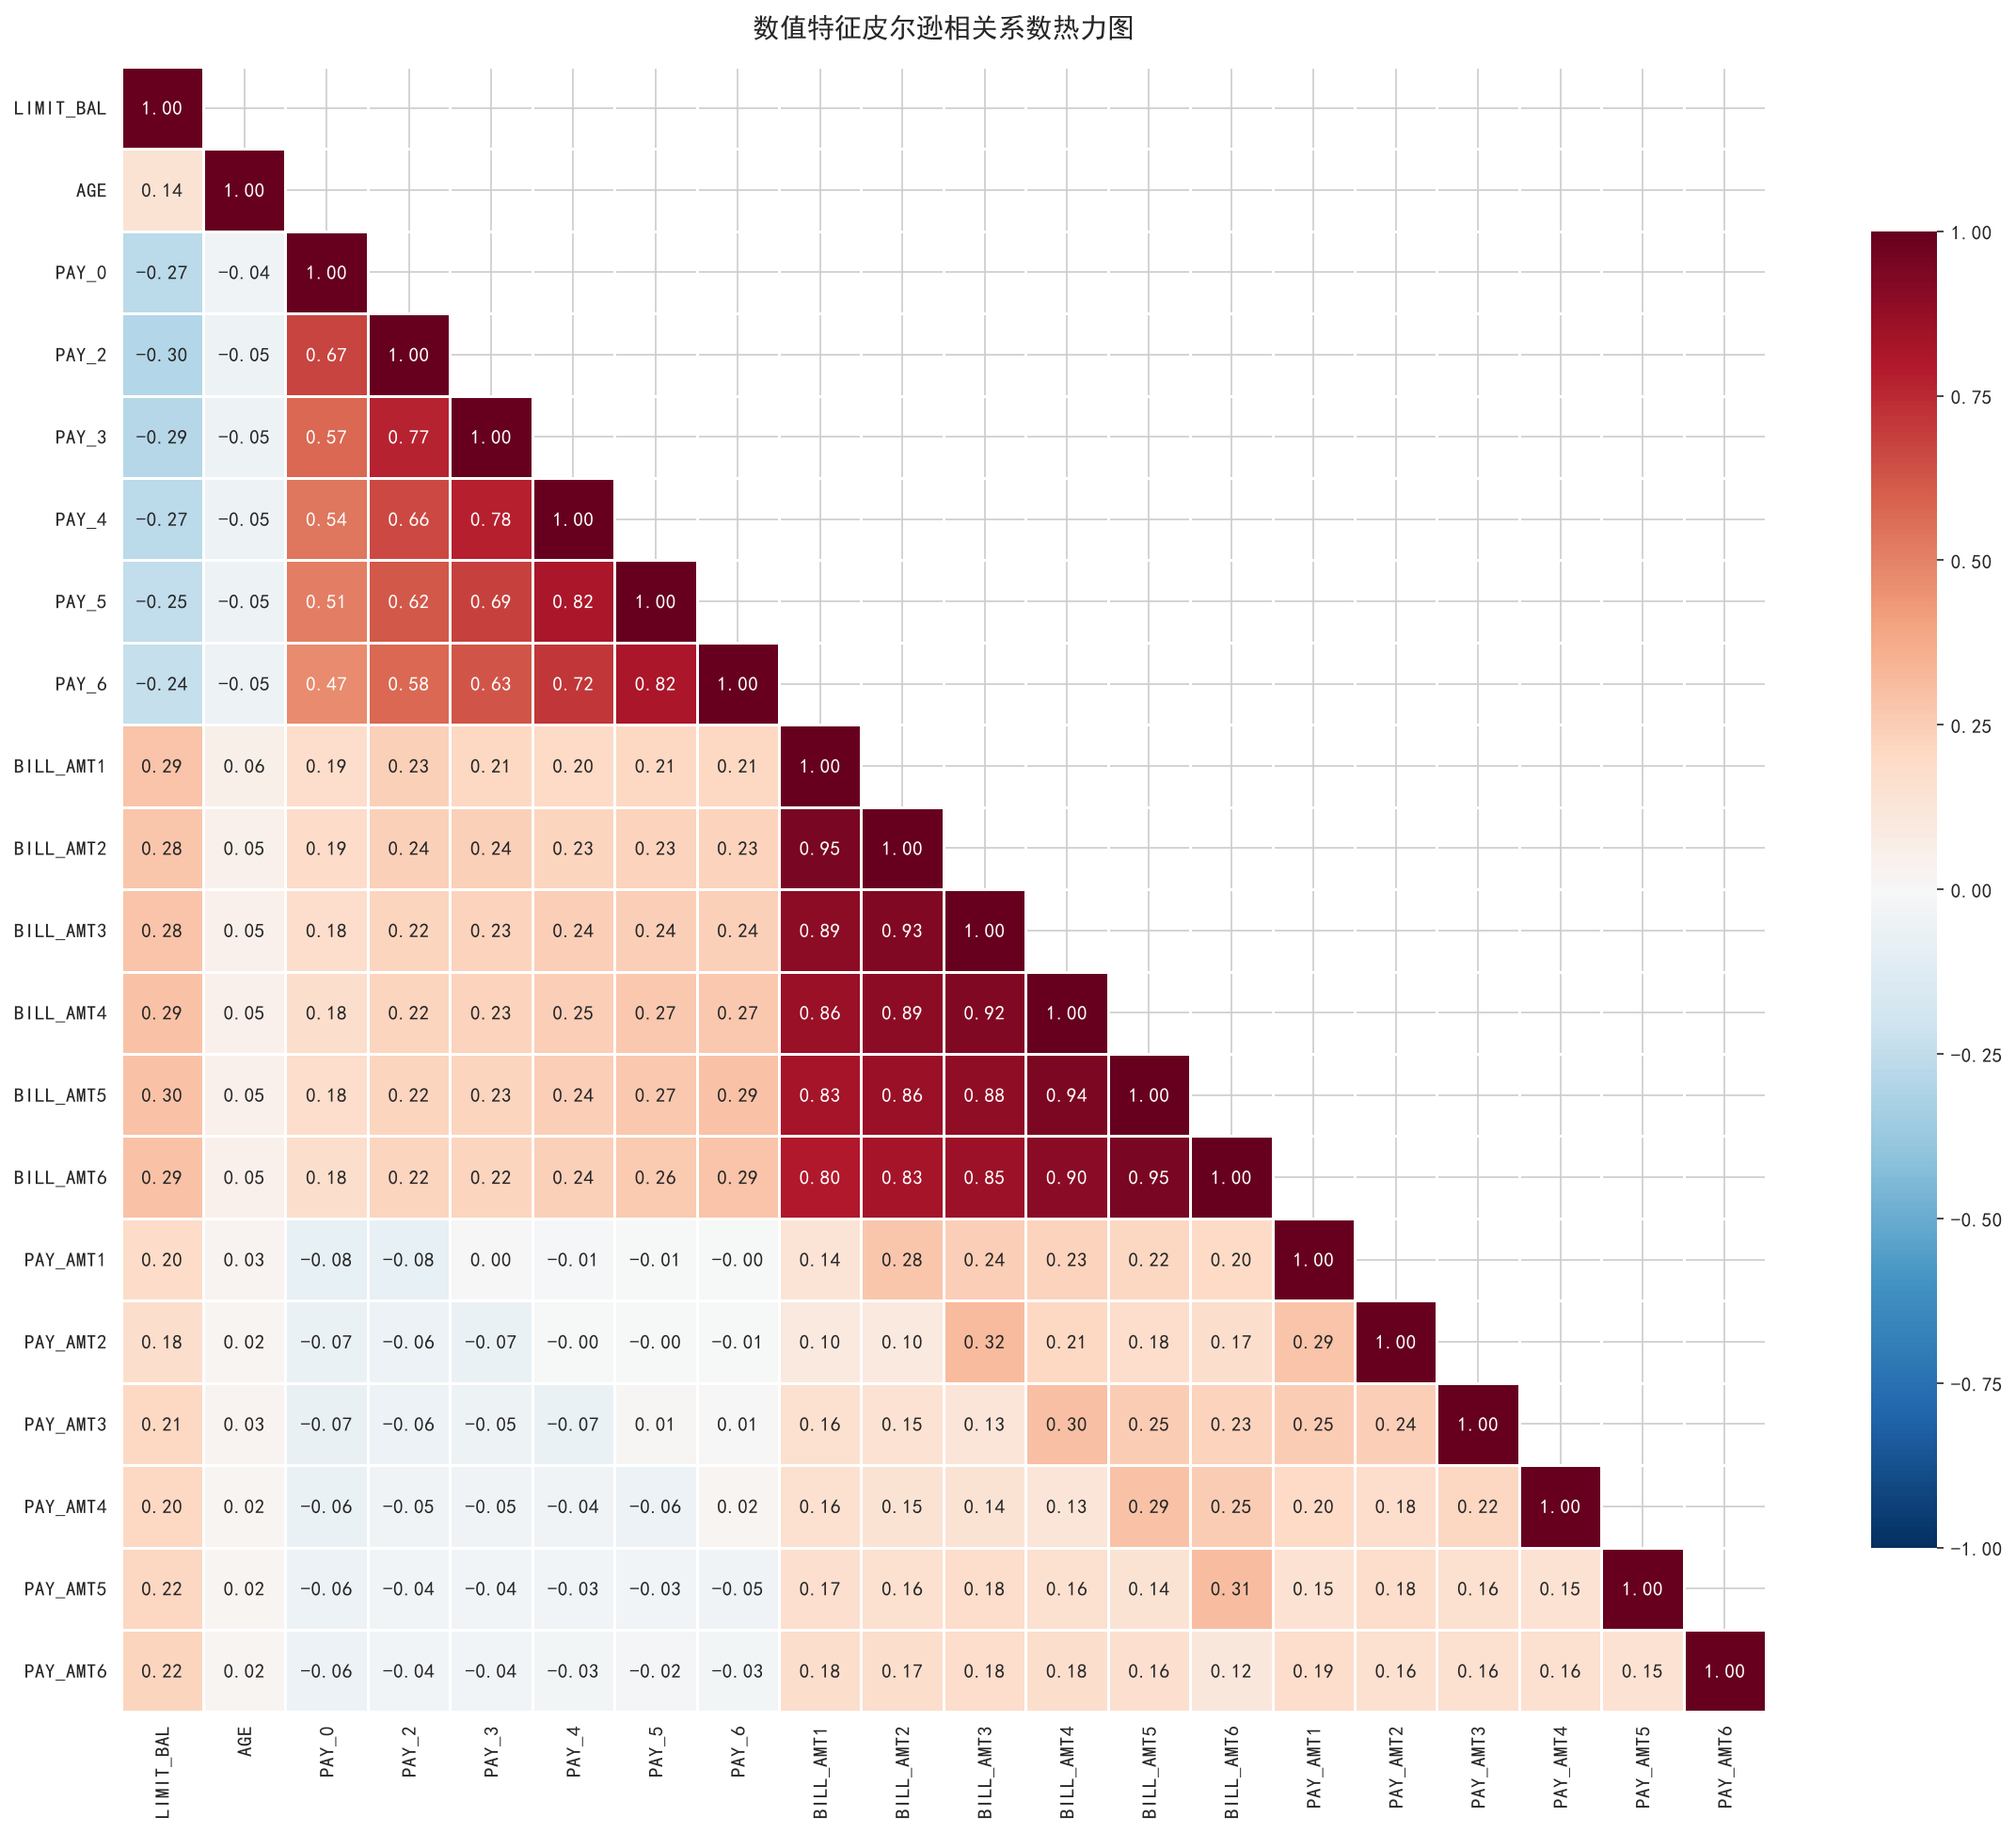 数值特征皮尔逊相关系数热力图
LIMIT_BAL 1.00
AGE 0.14 1.00
PAY_0 -0.27 -0.04 1.00
PAY_2 -0.30 -0.05 0.67 1.00
PAY_3 -0.29 -0.05 0.57 0.77 1.00
PAY_4 -0.27 -0.05 0.54 0.66 0.78 1.00
PAY_5 -0.25 -0.05 0.51 0.62 0.69 0.82 1.00
PAY_6 -0.24 -0.05 0.47 0.58 0.63 0.72 0.82 1.00
BILL_AMT1 0.29 0.06 0.19 0.23 0.21 0.20 0.21 0.21 1.00
BILL_AMT2 0.28 0.05 0.19 0.24 0.24 0.23 0.23 0.23 0.95 1.00
BILL_AMT3 0.28 0.05 0.18 0.22 0.23 0.24 0.24 0.24 0.89 0.93 1.00
BILL_AMT4 0.29 0.05 0.18 0.22 0.23 0.25 0.27 0.27 0.86 0.89 0.92 1.00
BILL_AMT5 0.30 0.05 0.18 0.22 0.23 0.24 0.27 0.29 0.83 0.86 0.88 0.94 1.00
BILL_AMT6 0.29 0.05 0.18 0.22 0.22 0.24 0.26 0.29 0.80 0.83 0.85 0.90 0.95 1.00
PAY_AMT1 0.20 0.03 -0.08 -0.08 0.00 -0.01 -0.01 -0.00 0.14 0.28 0.24 0.23 0.22 0.20 1.00
PAY_AMT2 0.18 0.02 -0.07 -0.06 -0.07 -0.00 -0.00 -0.01 0.10 0.10 0.32 0.21 0.18 0.17 0.29 1.00
PAY_AMT3 0.21 0.03 -0.07 -0.06 -0.05 -0.07 0.01 0.01 0.16 0.15 0.13 0.30 0.25 0.23 0.25 0.24 1.00
PAY_AMT4 0.20 0.02 -0.06 -0.05 -0.05 -0.04 -0.06 0.02 0.16 0.15 0.14 0.13 0.29 0.25 0.20 0.18 0.22 1.00
PAY_AMT5 0.22 0.02 -0.06 -0.04 -0.04 -0.03 -0.03 -0.05 0.17 0.16 0.18 0.16 0.14 0.31 0.15 0.18 0.16 0.15 1.00
PAY_AMT6 0.22 0.02 -0.06 -0.04 -0.04 -0.03 -0.02 -0.03 0.18 0.17 0.18 0.18 0.16 0.12 0.19 0.16 0.16 0.16 0.15 1.00
LIMIT_BAL AGE PAY_0 PAY_2 PAY_3 PAY_4 PAY_5 PAY_6 BILL_AMT1 BILL_AMT2 BILL_AMT3 BILL_AMT4 BILL_AMT5 BILL_AMT6 PAY_AMT1 PAY_AMT2 PAY_AMT3 PAY_AMT4 PAY_AMT5 PAY_AMT6
1.00
0.75
0.50
0.25
0.00
-0.25
-0.50
-0.75
-1.00